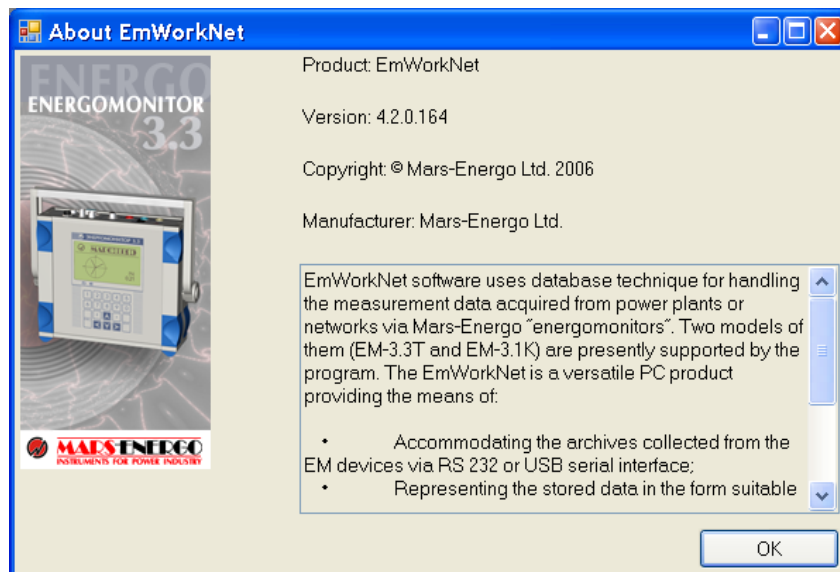 About EmWorkNet
ENERGO
ENERGOMONITOR
3.3
MARS-ENERGO
INSTRUMENTS FOR POWER INDUSTRY
Product: EmWorkNet
Version: 4.2.0.164
Copyright: © Mars-Energo Ltd. 2006
Manufacturer: Mars-Energo Ltd.
EmWorkNet software uses database technique for handling
the measurement data acquired from power plants or
networks via Mars-Energo ˝energomonitors˝. Two models of
them (EM-3.3T and EM-3.1K) are presently supported by the
program. The EmWorkNet is a versatile PC product
providing the means of:
• Accommodating the archives collected from the
EM devices via RS 232 or USB serial interface;
• Representing the stored data in the form suitable
OK